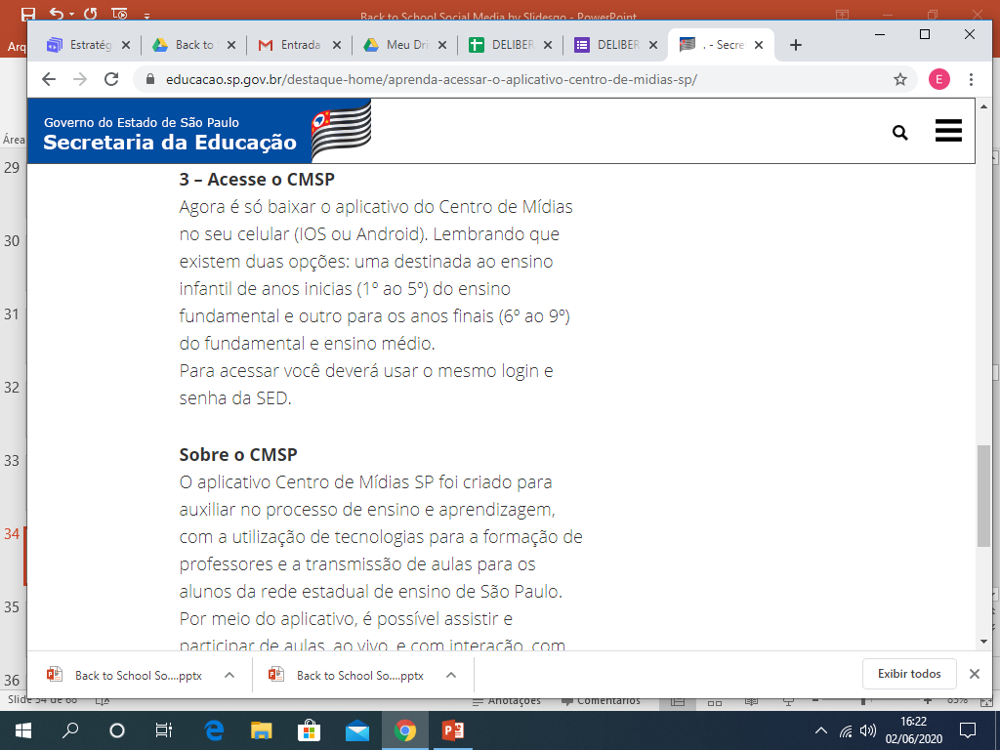 Back to School Social Media by Slidesgo - PowerPoint
Arq
Estratég
Back to
Entrada
Meu Dri
DELIBER
DELIBER
. - Secre
educacao.sp.gov.br/destaque-home/aprenda-acessar-o-aplicativo-centro-de-midias-sp/
E
Governo do Estado de São Paulo
Secretaria da Educação
Área
29
30
31
32
33
34
35
36
3 – Acesse o CMSP
Agora é só baixar o aplicativo do Centro de Mídias
no seu celular (IOS ou Android). Lembrando que
existem duas opções: uma destinada ao ensino
infantil de anos inicias (1º ao 5º) do ensino
fundamental e outro para os anos finais (6º ao 9º)
do fundamental e ensino médio.
Para acessar você deverá usar o mesmo login e
senha da SED.
Sobre o CMSP
O aplicativo Centro de Mídias SP foi criado para
auxiliar no processo de ensino e aprendizagem,
com a utilização de tecnologias para a formação de
professores e a transmissão de aulas para os
alunos da rede estadual de ensino de São Paulo.
Por meio do aplicativo, é possível assistir e
participar de aulas, ao vivo, e com interação, com
Back to School So....pptx
Back to School So....pptx
Exibir todos
Slide 34 de 68
Anotações
Comentários
85%
16:22
02/06/2020